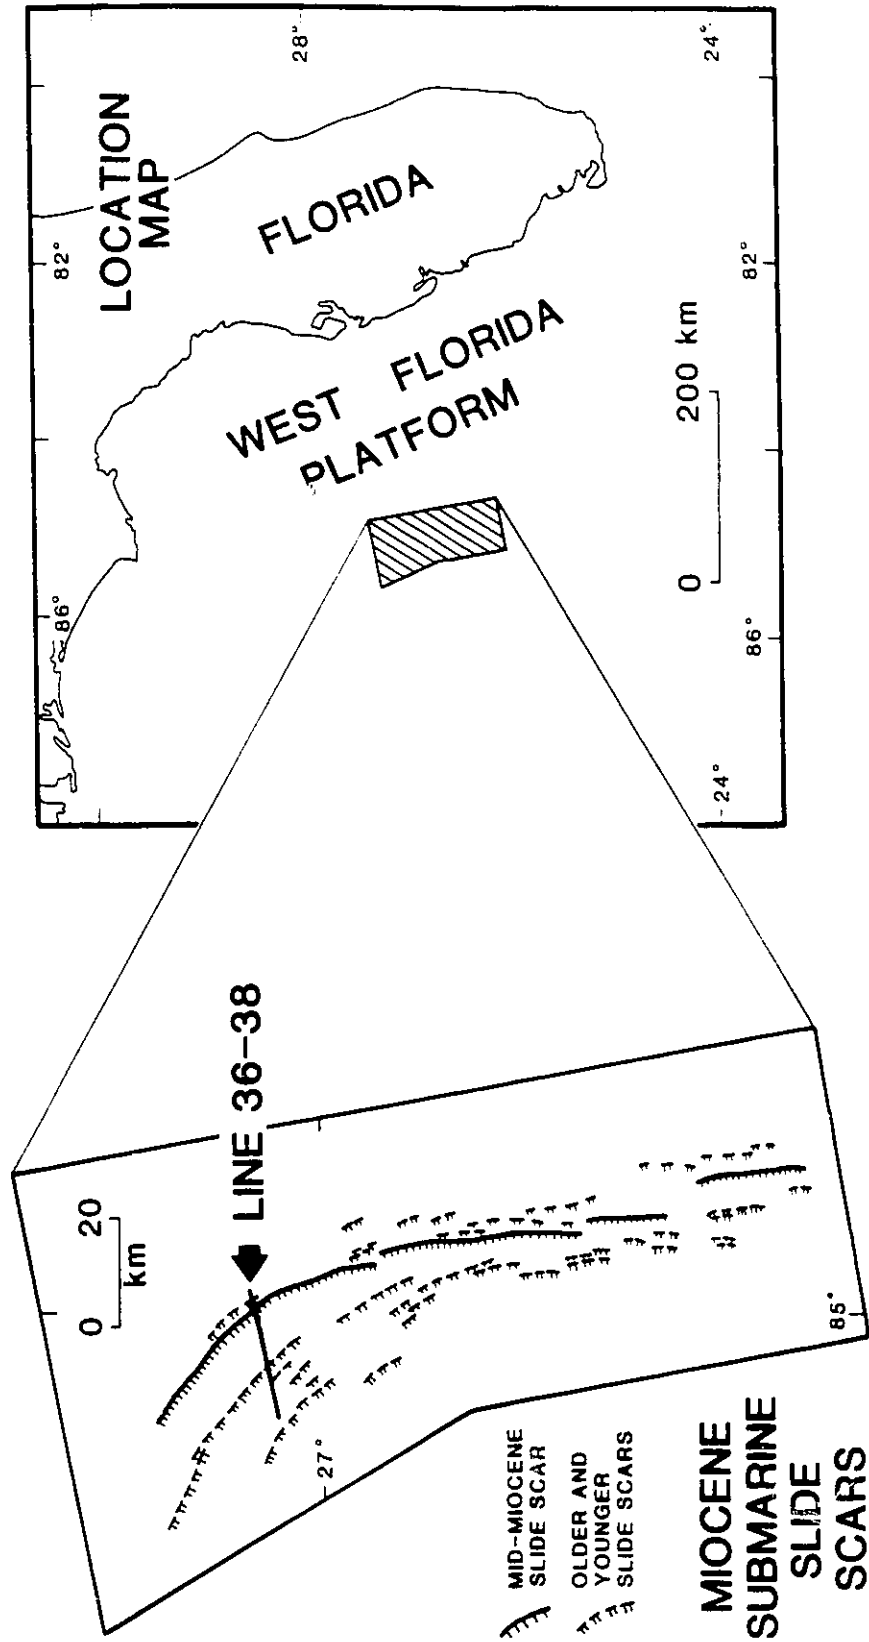 LOCATION
MAP
FLORIDA
WEST FLORIDA
PLATFORM
28°
24°
82°
82°
86°
86°
24°
0 200 km
LINE 36–38
0 20
km
27°
85°
MID-MIOCENE
SLIDE SCAR
OLDER AND
YOUNGER
SLIDE SCARS
MIOCENE
SUBMARINE
SLIDE
SCARS